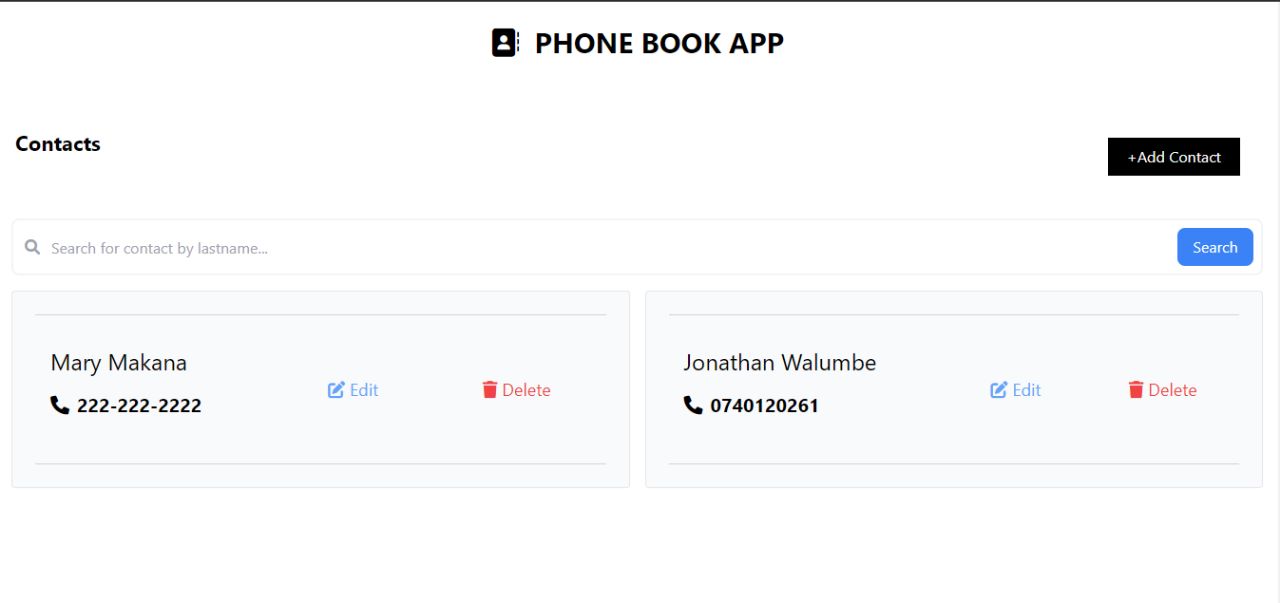 PHONE BOOK APP
Contacts
+Add Contact
Search for contact by lastname...
Search
Mary Makana
222-222-2222
Edit
Delete
Jonathan Walumbe
0740120261
Edit
Delete